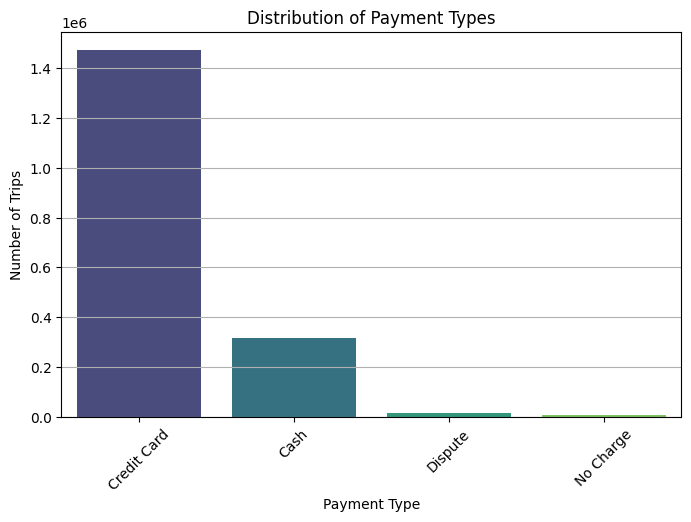 Distribution of Payment Types
1e6
1.4
1.2
1.0
0.8
0.6
0.4
0.2
0.0
Number of Trips
Credit Card
Cash
Dispute
No Charge
Payment Type